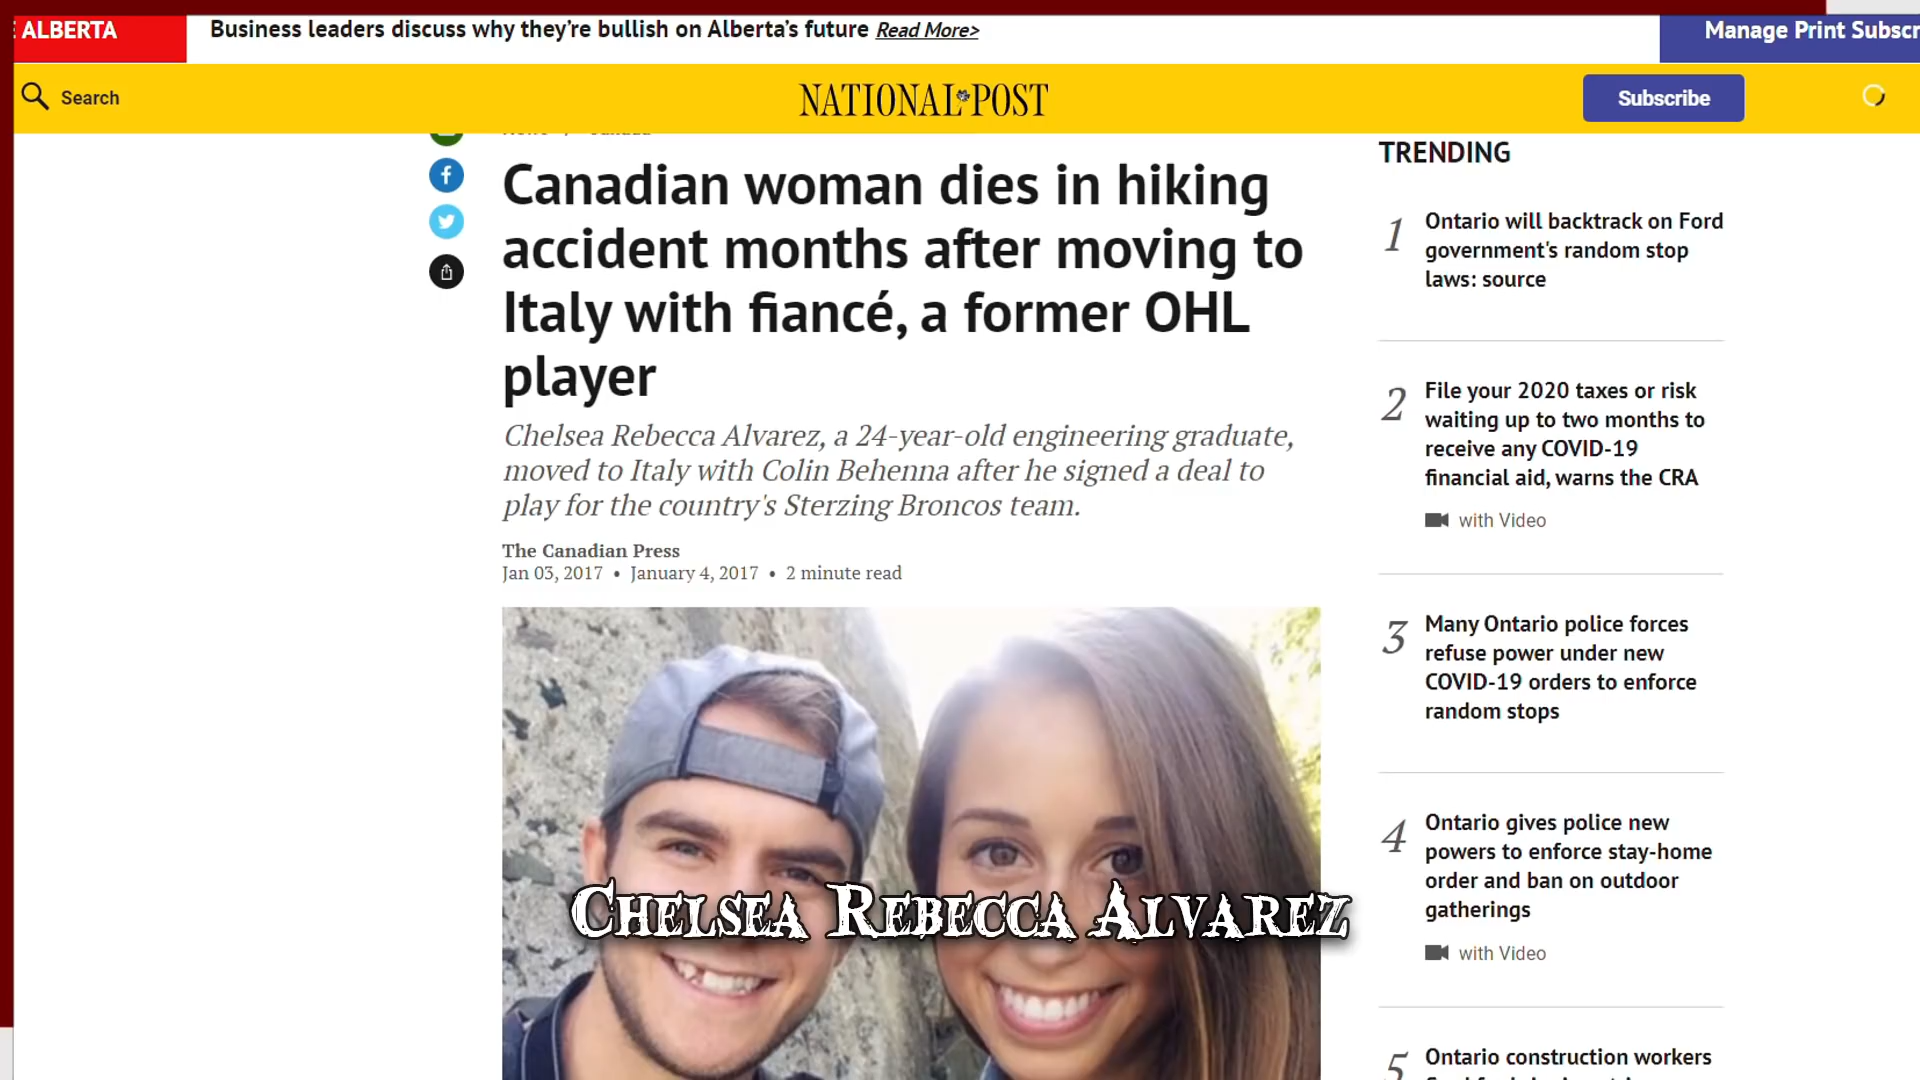 ALBERTA
Business leaders discuss why they're bullish on Alberta's future Read More>
Manage Print Subscr
Search
NATIONAL POST
Subscribe
Canadian woman dies in hiking
accident months after moving to
Italy with fiancé, a former OHL
player
Chelsea Rebecca Alvarez, a 24-year-old engineering graduate,
moved to Italy with Colin Behenna after he signed a deal to
play for the country's Sterzing Broncos team.
The Canadian Press
Jan 03, 2017 • January 4, 2017 • 2 minute read
Chelsea Rebecca Alvarez
TRENDING
1
Ontario will backtrack on Ford
government's random stop
laws: source
2
File your 2020 taxes or risk
waiting up to two months to
receive any COVID-19
financial aid, warns the CRA
with Video
3
Many Ontario police forces
refuse power under new
COVID-19 orders to enforce
random stops
4
Ontario gives police new
powers to enforce stay-home
order and ban on outdoor
gatherings
with Video
5
Ontario construction workers